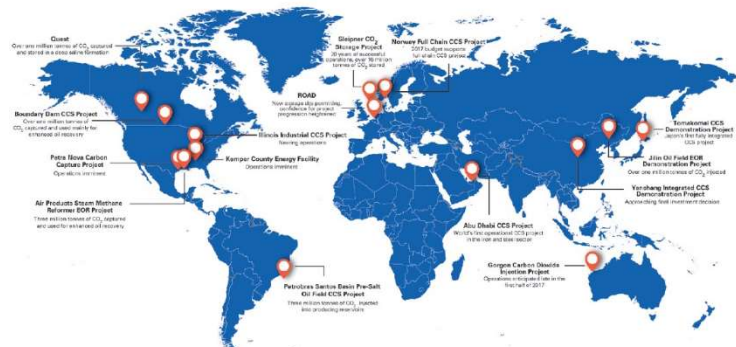 Quest
Over one million tonnes of CO₂ captured
and stored in a deep saline formation
Boundary Dam CCS Project
Over one million tonnes of
CO₂ captured and used mainly for
enhanced oil recovery
Petra Nova Carbon
Capture Project
Operations imminent
Air Products Steam Methane
Reformer EOR Project
Three million tonnes of CO₂ captured
and used for enhanced oil recovery
Illinois Industrial CCS Project
Nearing operations
Kemper County Energy Facility
Operations imminent
Petrobras Santos Basin Pre-Salt
Oil Field CCS Project
Three million tonnes of CO₂ injected
into producing reservoirs
Sleipner CO₂
Storage Project
20 years of successful
operations, over 16 million
tonnes of CO₂ stored
Norway Full Chain CCS Project
2017 budget supports
full chain CCS project
ROAD
New storage site permitting,
confidence for project
progression heightened
Abu Dhabi CCS Project
World's first operational CCS project
in the iron and steel sector
Tomakomai CCS
Demonstration Project
Japan's first fully integrated
CCS project
Jilin Oil Field EOR
Demonstration Project
Over one million tonnes of CO₂ injected
Yanchang Integrated CCS
Demonstration Project
Approaching final investment decision
Gorgon Carbon Dioxide
Injection Project
Operations anticipated late in the
first half of 2017